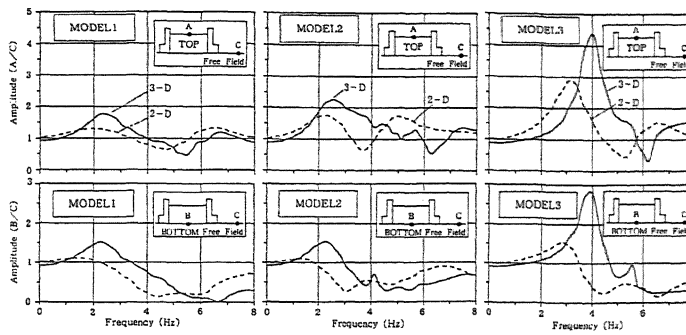 Amplitude (A/C)
5
4
3
2
1
0
MODEL1
A
TOP
C
Free Field
3-D
2-D
MODEL2
A
TOP
C
Free Field
3-D
2-D
MODEL3
A
TOP
C
Free Field
3-D
2-D
Amplitude (B/C)
3
2
1
0
MODEL1
B
C
BOTTOM Free Field
MODEL2
B
C
BOTTOM Free Field
MODEL3
B
BOTTOM Free Field
0 2 4 6 8
0 2 4 6 8
0 2 4 6 8
Frequency (Hz)
Frequency (Hz)
Frequency (Hz)